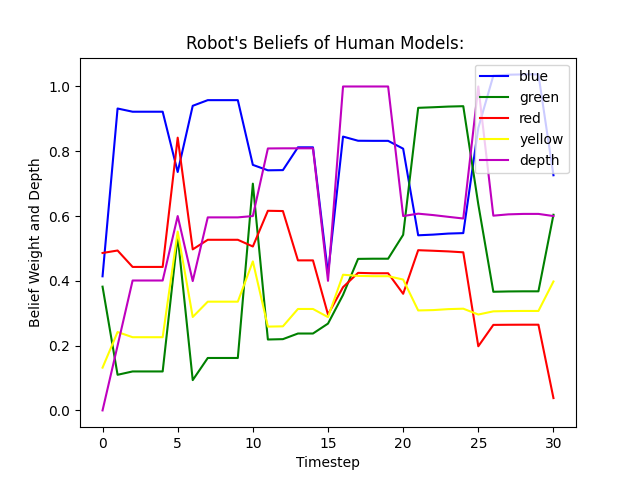 Robot's Beliefs of Human Models:
Belief Weight and Depth
1.0
0.8
0.6
0.4
0.2
0.0
blue
green
red
yellow
depth
0 5 10 15 20 25 30
Timestep